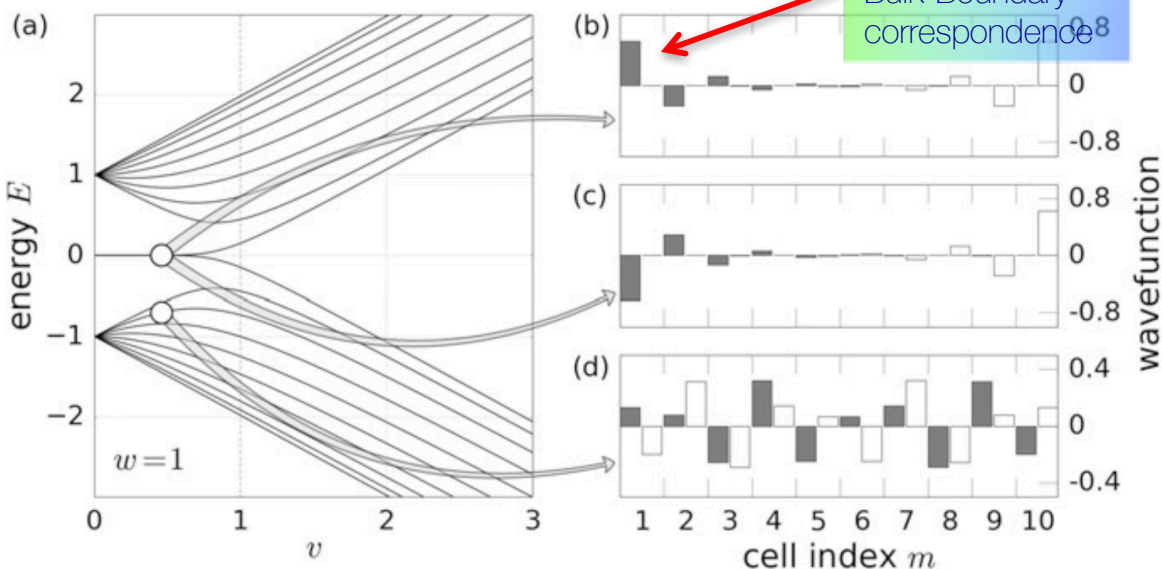 (a)
energy E
2
1
0
−1
−2
w=1
0
1
2
3
v
Bulk-Boundary
correspondence
(b)
0.8
0
-0.8
(c)
0.8
0
-0.8
wavefunction
(d)
0.4
0
-0.4
1 2 3 4 5 6 7 8 9 10
cell index m